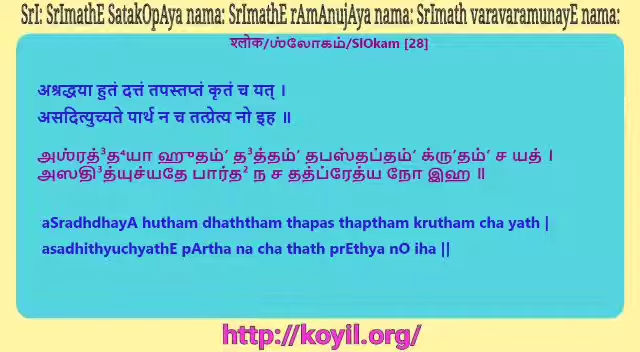 SrI: SrImathE SatakOpAya nama: SrImathE rAmAnujAya nama: SrImath varavaramunayE nama:
श्लोक/ஶ்லோகம்/SlOkam [28]
अश्रद्धया हुतं दत्तं तपस्तप्तं कृतं च यत् ।
असदित्युच्यते पार्थ न च तत्प्रेत्य नो इह ॥
அஶ்ரத்³த⁴யா ஹுதம்ʼ த³த்தம்ʼ தபஸ்தப்தம்ʼ க்ருʼதம்ʼ ச யத் ।
அஸதி³த்யுச்யதே பார்த² ந ச தத்ப்ரேத்ய நோ இஹ ॥
aSradhdhayA hutham dhaththam thapas thaptham krutham cha yath |
asadhithyuchyathE pArtha na cha thath prEthya nO iha ||
http://koyil.org/